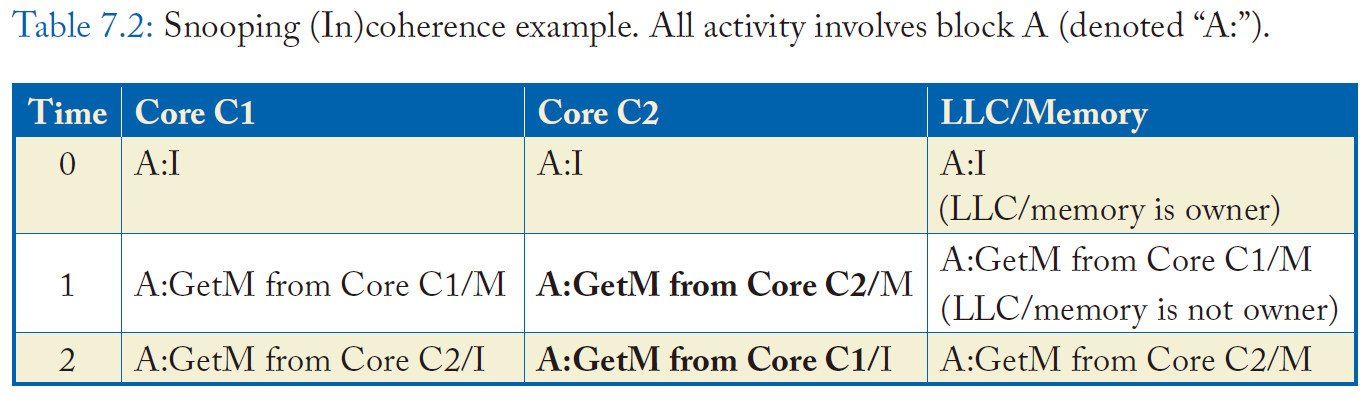 Table 7.2: Snooping (In)coherence example. All activity involves block A (denoted “A:”).
Time Core C1 Core C2 LLC/Memory
0 A:I A:I A:I
(LLC/memory is owner)
1 A:GetM from Core C1/M A:GetM from Core C2/M A:GetM from Core C1/M
(LLC/memory is not owner)
2 A:GetM from Core C2/I A:GetM from Core C1/I A:GetM from Core C2/M